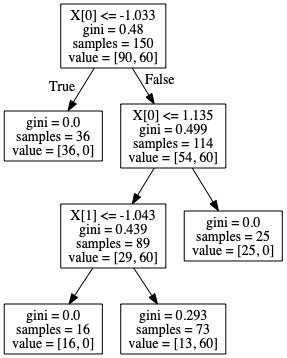 X[0] <= -1.033
gini = 0.48
samples = 150
value = [90, 60]
True
False
gini = 0.0
samples = 36
value = [36, 0]
X[0] <= 1.135
gini = 0.499
samples = 114
value = [54, 60]
X[1] <= -1.043
gini = 0.439
samples = 89
value = [29, 60]
gini = 0.0
samples = 25
value = [25, 0]
gini = 0.0
samples = 16
value = [16, 0]
gini = 0.293
samples = 73
value = [13, 60]